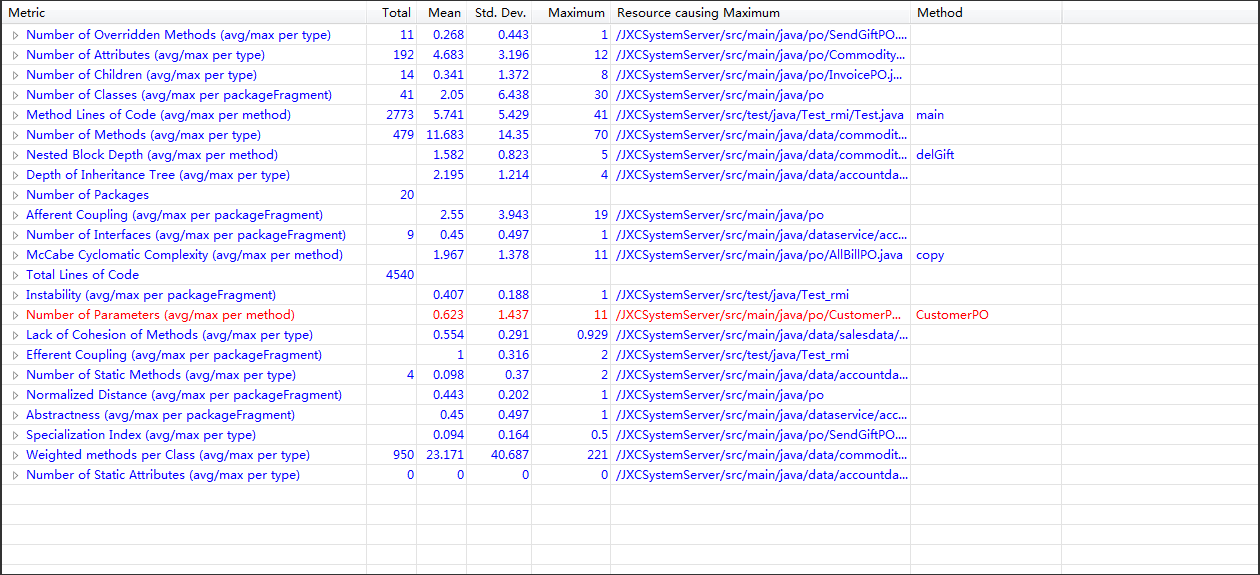 Metric Total Mean Std. Dev. Maximum Resource causing Maximum Method
Number of Overridden Methods (avg/max per type) 11 0.268 0.443 1 /JXCSystemServer/src/main/java/po/SendGiftPO....
Number of Attributes (avg/max per type) 192 4.683 3.196 12 /JXCSystemServer/src/main/java/po/Commodity...
Number of Children (avg/max per type) 14 0.341 1.372 8 /JXCSystemServer/src/main/java/po/InvoicePO.j...
Number of Classes (avg/max per packageFragment) 41 2.05 6.438 30 /JXCSystemServer/src/main/java/po
Method Lines of Code (avg/max per method) 2773 5.741 5.429 41 /JXCSystemServer/src/test/java/Test_rmi/Test.java main
Number of Methods (avg/max per type) 479 11.683 14.35 70 /JXCSystemServer/src/main/java/data/commodit...
Nested Block Depth (avg/max per method) 1.582 0.823 5 /JXCSystemServer/src/main/java/data/commodit... delGift
Depth of Inheritance Tree (avg/max per type) 2.195 1.214 4 /JXCSystemServer/src/main/java/data/accountda...
Number of Packages 20
Afferent Coupling (avg/max per packageFragment) 2.55 3.943 19 /JXCSystemServer/src/main/java/po
Number of Interfaces (avg/max per packageFragment) 9 0.45 0.497 1 /JXCSystemServer/src/main/java/dataservice/acc...
McCabe Cyclomatic Complexity (avg/max per method) 1.967 1.378 11 /JXCSystemServer/src/main/java/po/AllBillPO.java copy
Total Lines of Code 4540
Instability (avg/max per packageFragment) 0.407 0.188 1 /JXCSystemServer/src/test/java/Test_rmi
Number of Parameters (avg/max per method) 0.623 1.437 11 /JXCSystemServer/src/main/java/po/CustomerP... CustomerPO
Lack of Cohesion of Methods (avg/max per type) 0.554 0.291 0.929 /JXCSystemServer/src/main/java/data/salesdata/...
Efferent Coupling (avg/max per packageFragment) 1 0.316 2 /JXCSystemServer/src/test/java/Test_rmi
Number of Static Methods (avg/max per type) 4 0.098 0.37 2 /JXCSystemServer/src/main/java/data/accountda...
Normalized Distance (avg/max per packageFragment) 0.443 0.202 1 /JXCSystemServer/src/main/java/po
Abstractness (avg/max per packageFragment) 0.45 0.497 1 /JXCSystemServer/src/main/java/dataservice/acc...
Specialization Index (avg/max per type) 0.094 0.164 0.5 /JXCSystemServer/src/main/java/po/SendGiftPO....
Weighted methods per Class (avg/max per type) 950 23.171 40.687 221 /JXCSystemServer/src/main/java/data/commodit...
Number of Static Attributes (avg/max per type) 0 0 0 0 /JXCSystemServer/src/main/java/data/accountda...